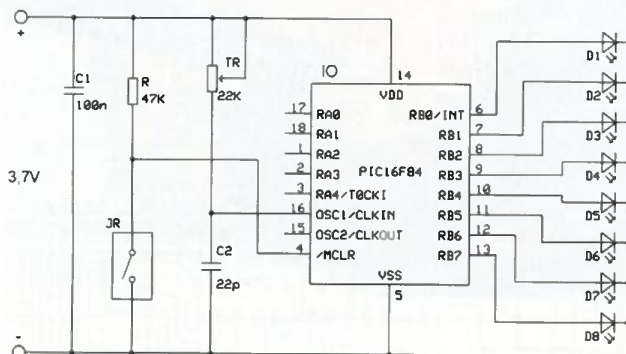 +
C1
100n
R
47K
TR
22K
3,7V
JR
C2
22p
-
IO
14
VDD
17 RA0
18 RA1
1 RA2
2 RA3
3 RA4/T0CKI
16 OSC1/CLKIN
15 OSC2/CLKOUT
4 /MCLR
PIC16F84
RB0/INT 6
RB1 7
RB2 8
RB3 9
RB4 10
RB5 11
RB6 12
RB7 13
VSS
5
D1
D2
D3
D4
D5
D6
D7
D8